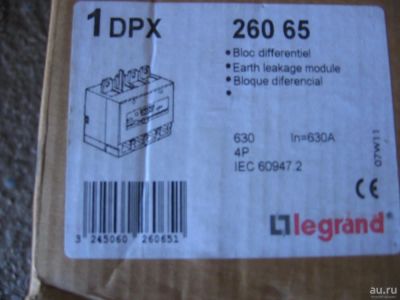 1 DPX
260 65
Bloc differentiel
Earth leakage module
Bloque diferencial
630 In=630A
4P
IEC 60947.2
07W11
CE
3 245060 260651
legrand®
au.ru